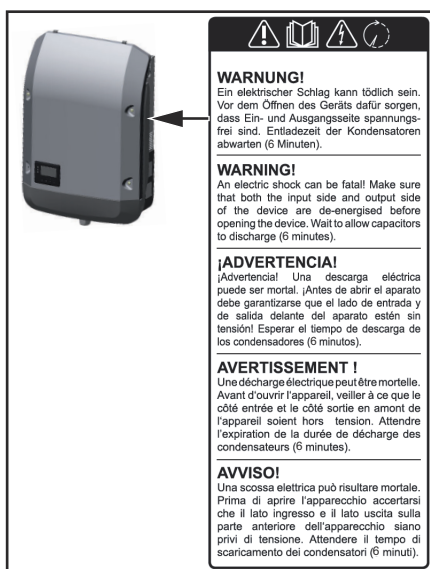 WARNUNG!
Ein elektrischer Schlag kann tödlich sein.
Vor dem Öffnen des Geräts dafür sorgen,
dass Ein- und Ausgangsseite spannungs-
frei sind. Entladezeit der Kondensatoren
abwarten (6 Minuten).
WARNING!
An electric shock can be fatal! Make sure
that both the input side and output side
of the device are de-energised before
opening the device. Wait to allow capacitors
to discharge (6 minutes).
¡ADVERTENCIA!
¡Advertencia! Una descarga eléctrica
puede ser mortal. ¡Antes de abrir el aparato
debe garantizarse que el lado de entrada y
de salida delante del aparato estén sin
tensión! Esperar el tiempo de descarga de
los condensadores (6 minutos).
AVERTISSEMENT !
Une décharge électrique peut être mortelle.
Avant d'ouvrir l'appareil, veiller à ce que le
côté entrée et le côté sortie en amont de
l'appareil soient hors tension. Attendre
l'expiration de la durée de décharge des
condensateurs (6 minutes).
AVVISO!
Una scossa elettrica può risultare mortale.
Prima di aprire l'apparecchio accertarsi
che il lato ingresso e il lato uscita sulla
parte anteriore dell'apparecchio siano
privi di tensione. Attendere il tempo di
scaricamento dei condensatori (6 minuti).